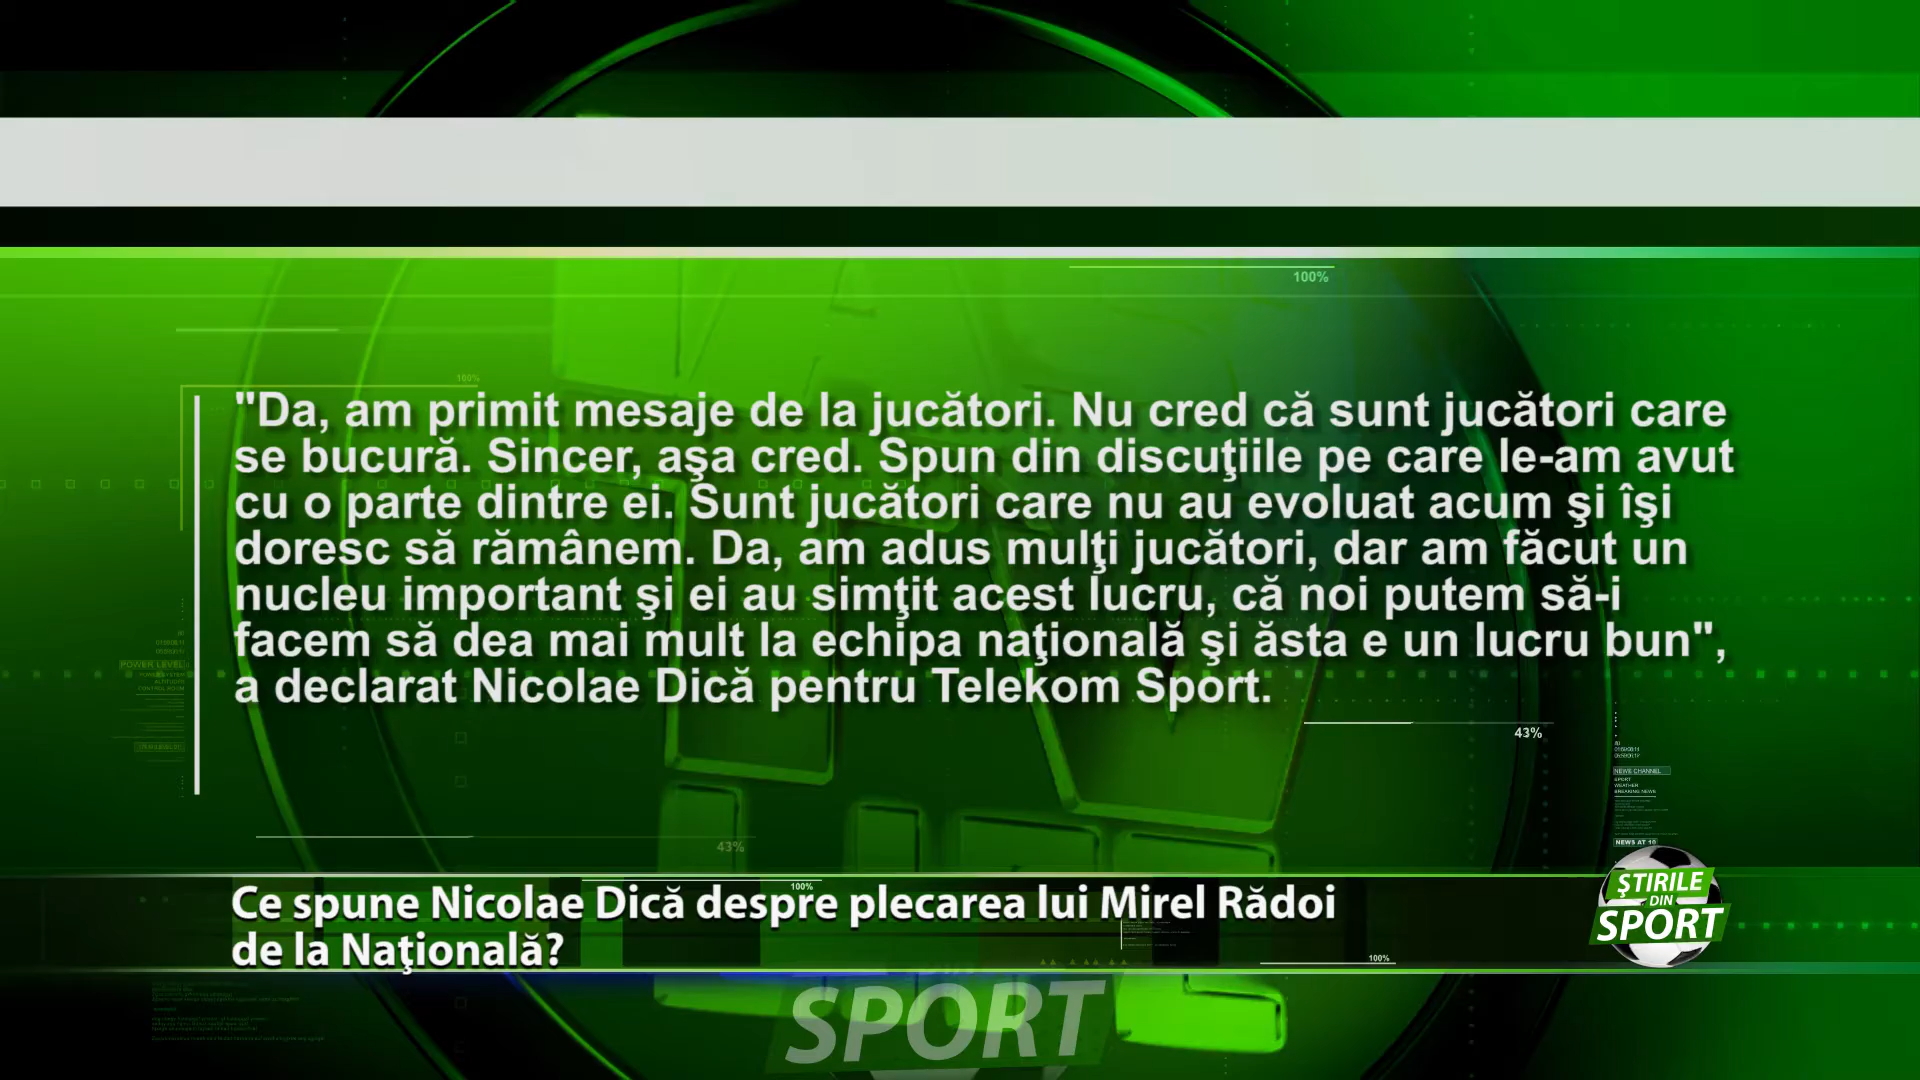 100%
100%
"Da, am primit mesaje de la jucători. Nu cred că sunt jucători care
se bucură. Sincer, aşa cred. Spun din discuţiile pe care le-am avut
cu o parte dintre ei. Sunt jucători care nu au evoluat acum şi îşi
doresc să rămânem. Da, am adus mulţi jucători, dar am făcut un
nucleu important şi ei au simţit acest lucru, că noi putem să-i
facem să dea mai mult la echipa naţională şi ăsta e un lucru bun",
a declarat Nicolae Dică pentru Telekom Sport.
POWER LEVEL
CONTROL ROOM
43%
NEWE CHANNEL
SPORT
WEATHER
BREAKING NEWS
NEWS AT 10
43%
100%
Ce spune Nicolae Dică despre plecarea lui Mirel Rădoi
de la Naţională?
100%
ŞTIRILE
DIN
SPORT
SPORT